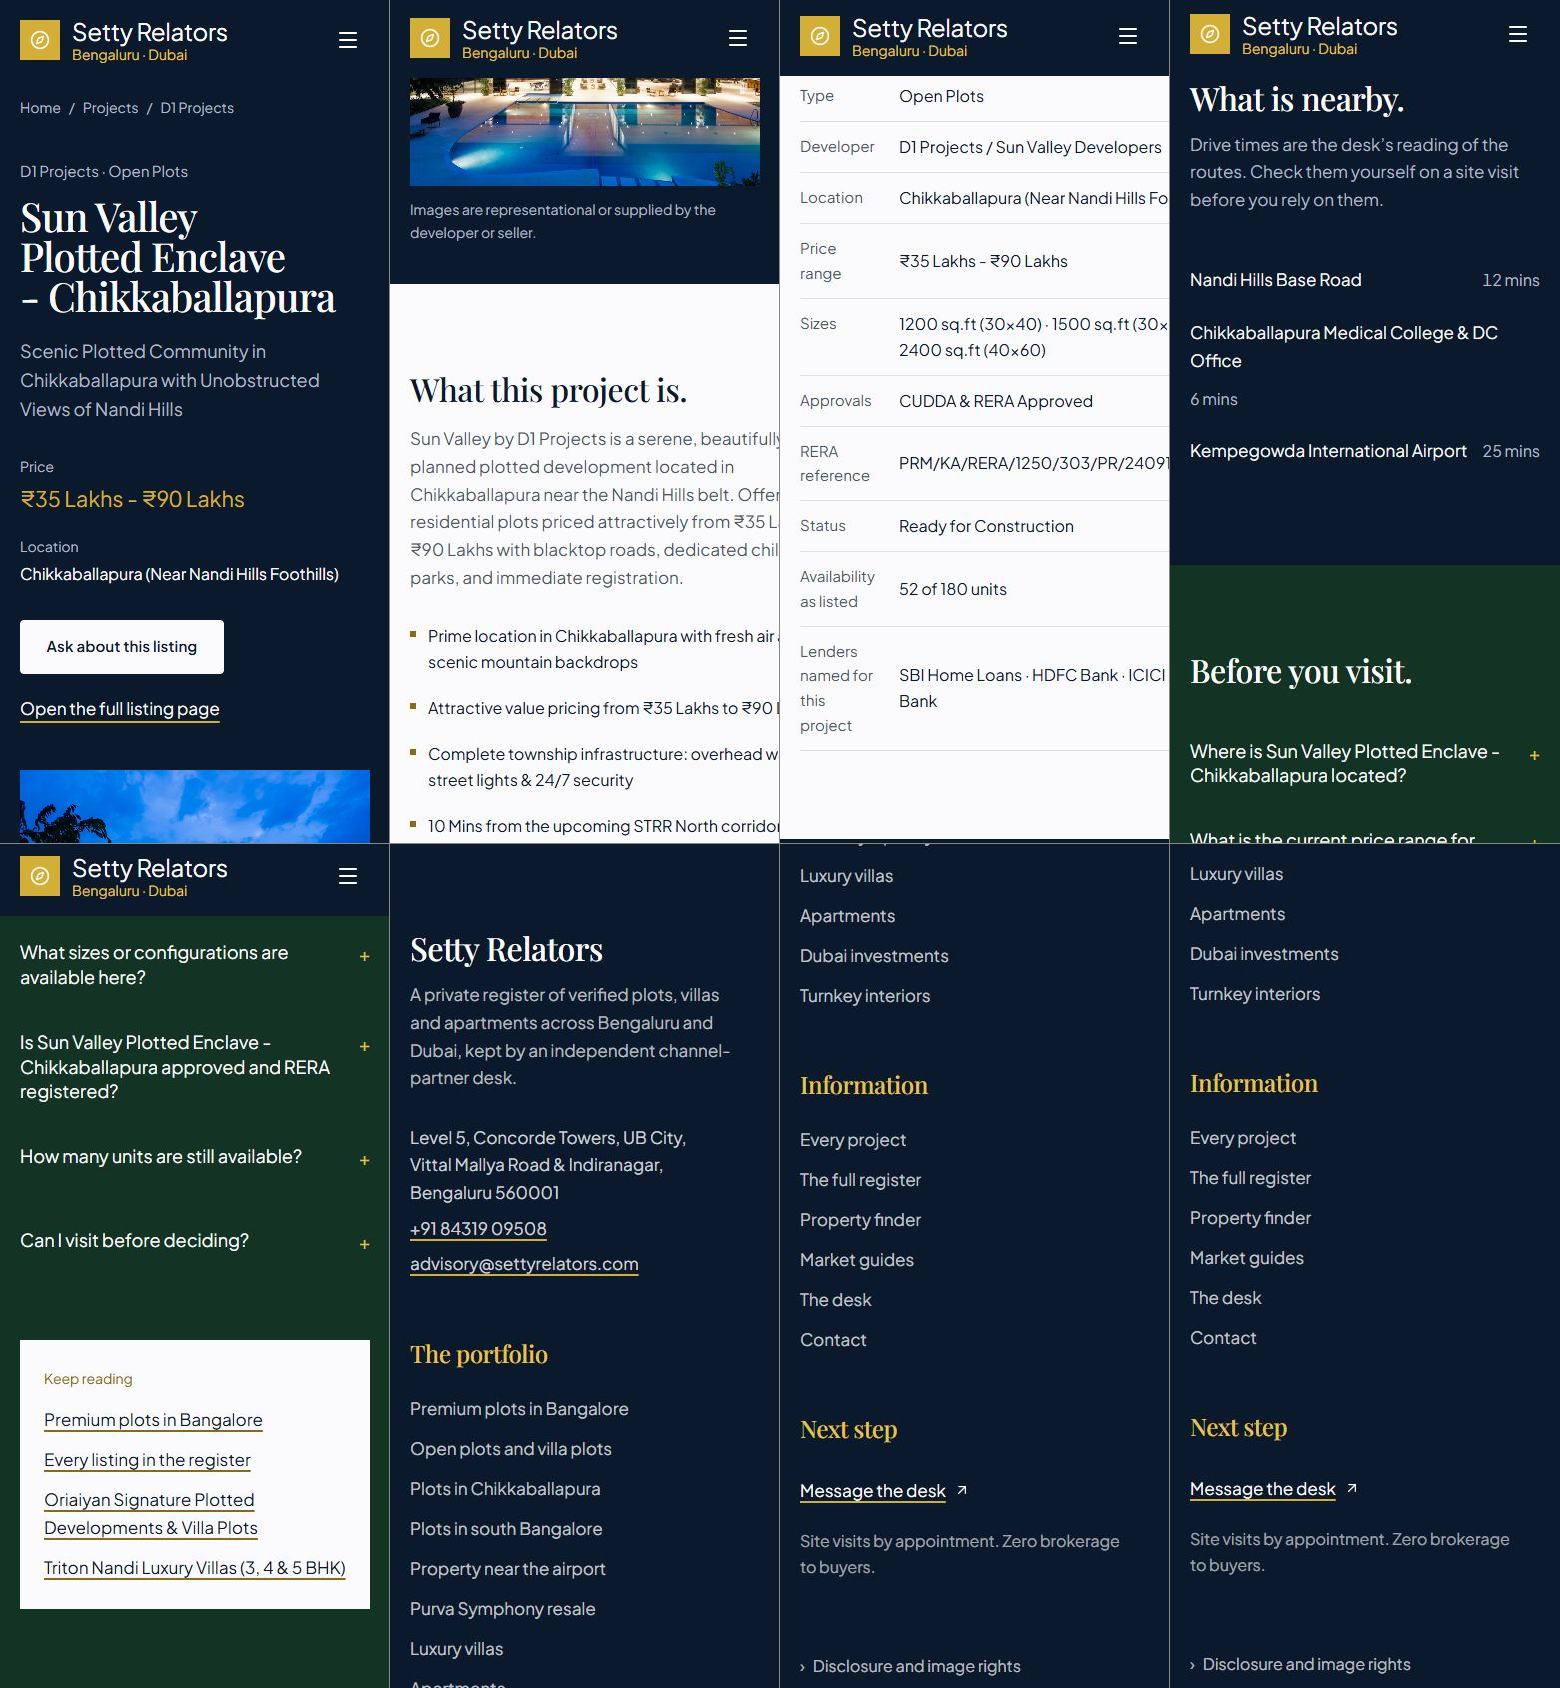 Setty Relators
Bengaluru · Dubai
Home / Projects / D1 Projects
D1 Projects · Open Plots
Sun Valley
Plotted Enclave
- Chikkaballapura
Scenic Plotted Community in
Chikkaballapura with Unobstructed
Views of Nandi Hills
Price
₹35 Lakhs - ₹90 Lakhs
Location
Chikkaballapura (Near Nandi Hills Foothills)
Ask about this listing
Open the full listing page
Setty Relators
Bengaluru · Dubai
Images are representational or supplied by the
developer or seller.
What this project is.
Sun Valley by D1 Projects is a serene, beautifully
planned plotted development located in
Chikkaballapura near the Nandi Hills belt. Offer
residential plots priced attractively from ₹35 L
₹90 Lakhs with blacktop roads, dedicated chil
parks, and immediate registration.
Prime location in Chikkaballapura with fresh air
scenic mountain backdrops
Attractive value pricing from ₹35 Lakhs to ₹90
Complete township infrastructure: overhead w
street lights & 24/7 security
10 Mins from the upcoming STRR North corridor
Setty Relators
Bengaluru · Dubai
Type Open Plots
Developer D1 Projects / Sun Valley Developers
Location Chikkaballapura (Near Nandi Hills Fo
Price
range
₹35 Lakhs - ₹90 Lakhs
Sizes 1200 sq.ft (30×40) · 1500 sq.ft (30×
2400 sq.ft (40×60)
Approvals CUDDA & RERA Approved
RERA
reference
PRM/KA/RERA/1250/303/PR/24091
Status Ready for Construction
Availability
as listed
52 of 180 units
Lenders
named for
this
project
SBI Home Loans · HDFC Bank · ICICI
Bank
Setty Relators
Bengaluru · Dubai
What is nearby.
Drive times are the desk's reading of the
routes. Check them yourself on a site visit
before you rely on them.
Nandi Hills Base Road 12 mins
Chikkaballapura Medical College & DC
Office
6 mins
Kempegowda International Airport 25 mins
Before you visit.
Where is Sun Valley Plotted Enclave - +
Chikkaballapura located?
What is the current price range for
Setty Relators
Bengaluru · Dubai
What sizes or configurations are +
available here?
Is Sun Valley Plotted Enclave - +
Chikkaballapura approved and RERA
registered?
How many units are still available? +
Can I visit before deciding? +
Keep reading
Premium plots in Bangalore
Every listing in the register
Oriaiyan Signature Plotted
Developments & Villa Plots
Triton Nandi Luxury Villas (3, 4 & 5 BHK)
Setty Relators
A private register of verified plots, villas
and apartments across Bengaluru and
Dubai, kept by an independent channel-
partner desk.
Level 5, Concorde Towers, UB City,
Vittal Mallya Road & Indiranagar,
Bengaluru 560001
+91 84319 09508
advisory@settyrelators.com
The portfolio
Premium plots in Bangalore
Open plots and villa plots
Plots in Chikkaballapura
Plots in south Bangalore
Property near the airport
Purva Symphony resale
Luxury villas
Apartments
Luxury villas
Apartments
Dubai investments
Turnkey interiors
Information
Every project
The full register
Property finder
Market guides
The desk
Contact
Next step
Message the desk
Site visits by appointment. Zero brokerage
to buyers.
› Disclosure and image rights
Luxury villas
Apartments
Dubai investments
Turnkey interiors
Information
Every project
The full register
Property finder
Market guides
The desk
Contact
Next step
Message the desk
Site visits by appointment. Zero brokerage
to buyers.
› Disclosure and image rights